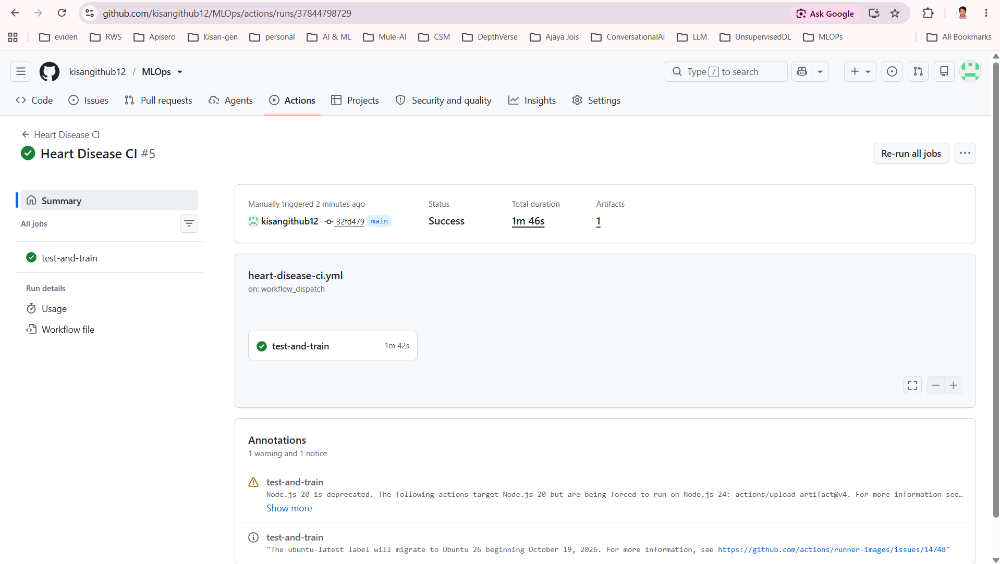 github.com/kisangithub12/MLOps/actions/runs/37844798729
Ask Google
eviden
RWS
Apisero
Kisan-gen
personal
AI & ML
Mule-AI
CSM
DepthVerse
Ajaya Jois
ConversationalAI
LLM
UnsupervisedDL
MLOPs
All Bookmarks
kisangithub12 / MLOps
Type / to search
Code
Issues
Pull requests
Agents
Actions
Projects
Security and quality
Insights
Settings
Heart Disease CI
Heart Disease CI #5
Re-run all jobs
Summary
All jobs
test-and-train
Run details
Usage
Workflow file
Manually triggered 2 minutes ago
kisangithub12 32fd479 main
Status
Success
Total duration
1m 46s
Artifacts
1
heart-disease-ci.yml
on: workflow_dispatch
test-and-train 1m 42s
Annotations
1 warning and 1 notice
test-and-train
Node.js 20 is deprecated. The following actions target Node.js 20 but are being forced to run on Node.js 24: actions/upload-artifact@v4. For more information see…
Show more
test-and-train
"The ubuntu-latest label will migrate to Ubuntu 26 beginning October 19, 2026. For more information, see https://github.com/actions/runner-images/issues/14748"